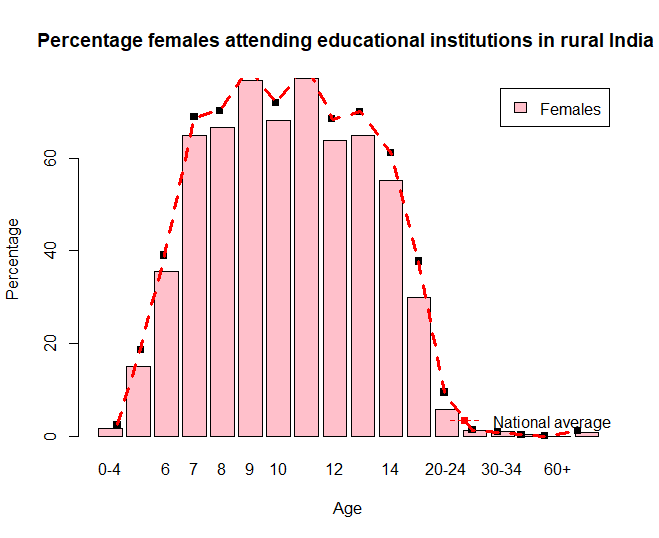 Percentage females attending educational institutions in rural India
Females
Percentage
60
40
20
0
National average
0-4 6 7 8 9 10 12 14 20-24 30-34 60+
Age